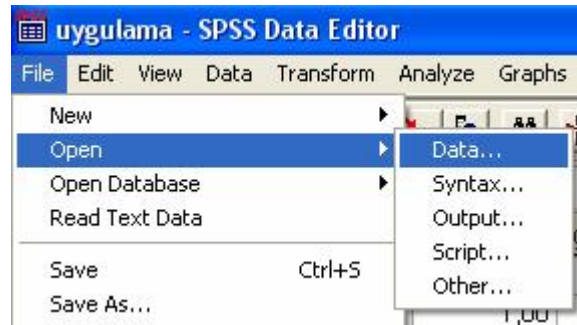 uygulama - SPSS Data Editor
File Edit View Data Transform Analyze Graphs
New
Open
Open Database
Read Text Data
Save Ctrl+S
Save As...
Data...
Syntax...
Output...
Script...
Other...
1,00